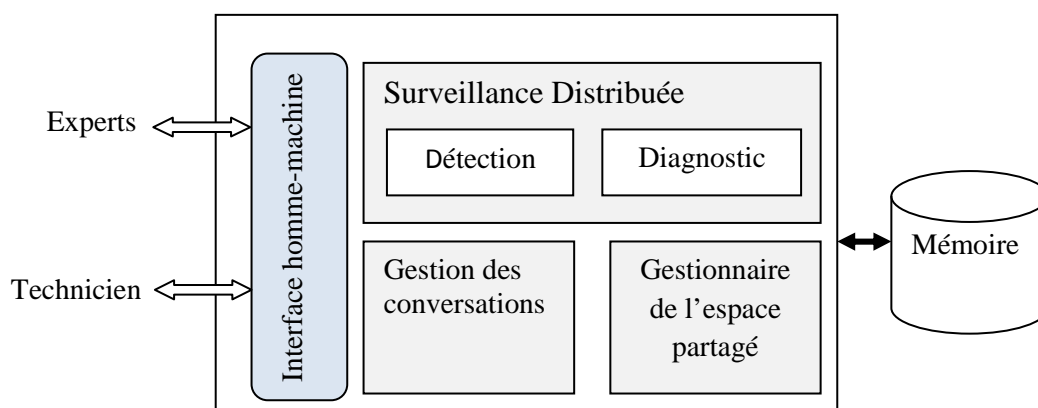 Experts
Technicien
Interface homme-machine
Surveillance Distribuée
Détection
Diagnostic
Gestion des
conversations
Gestionnaire
de l’espace
partagé
Mémoire